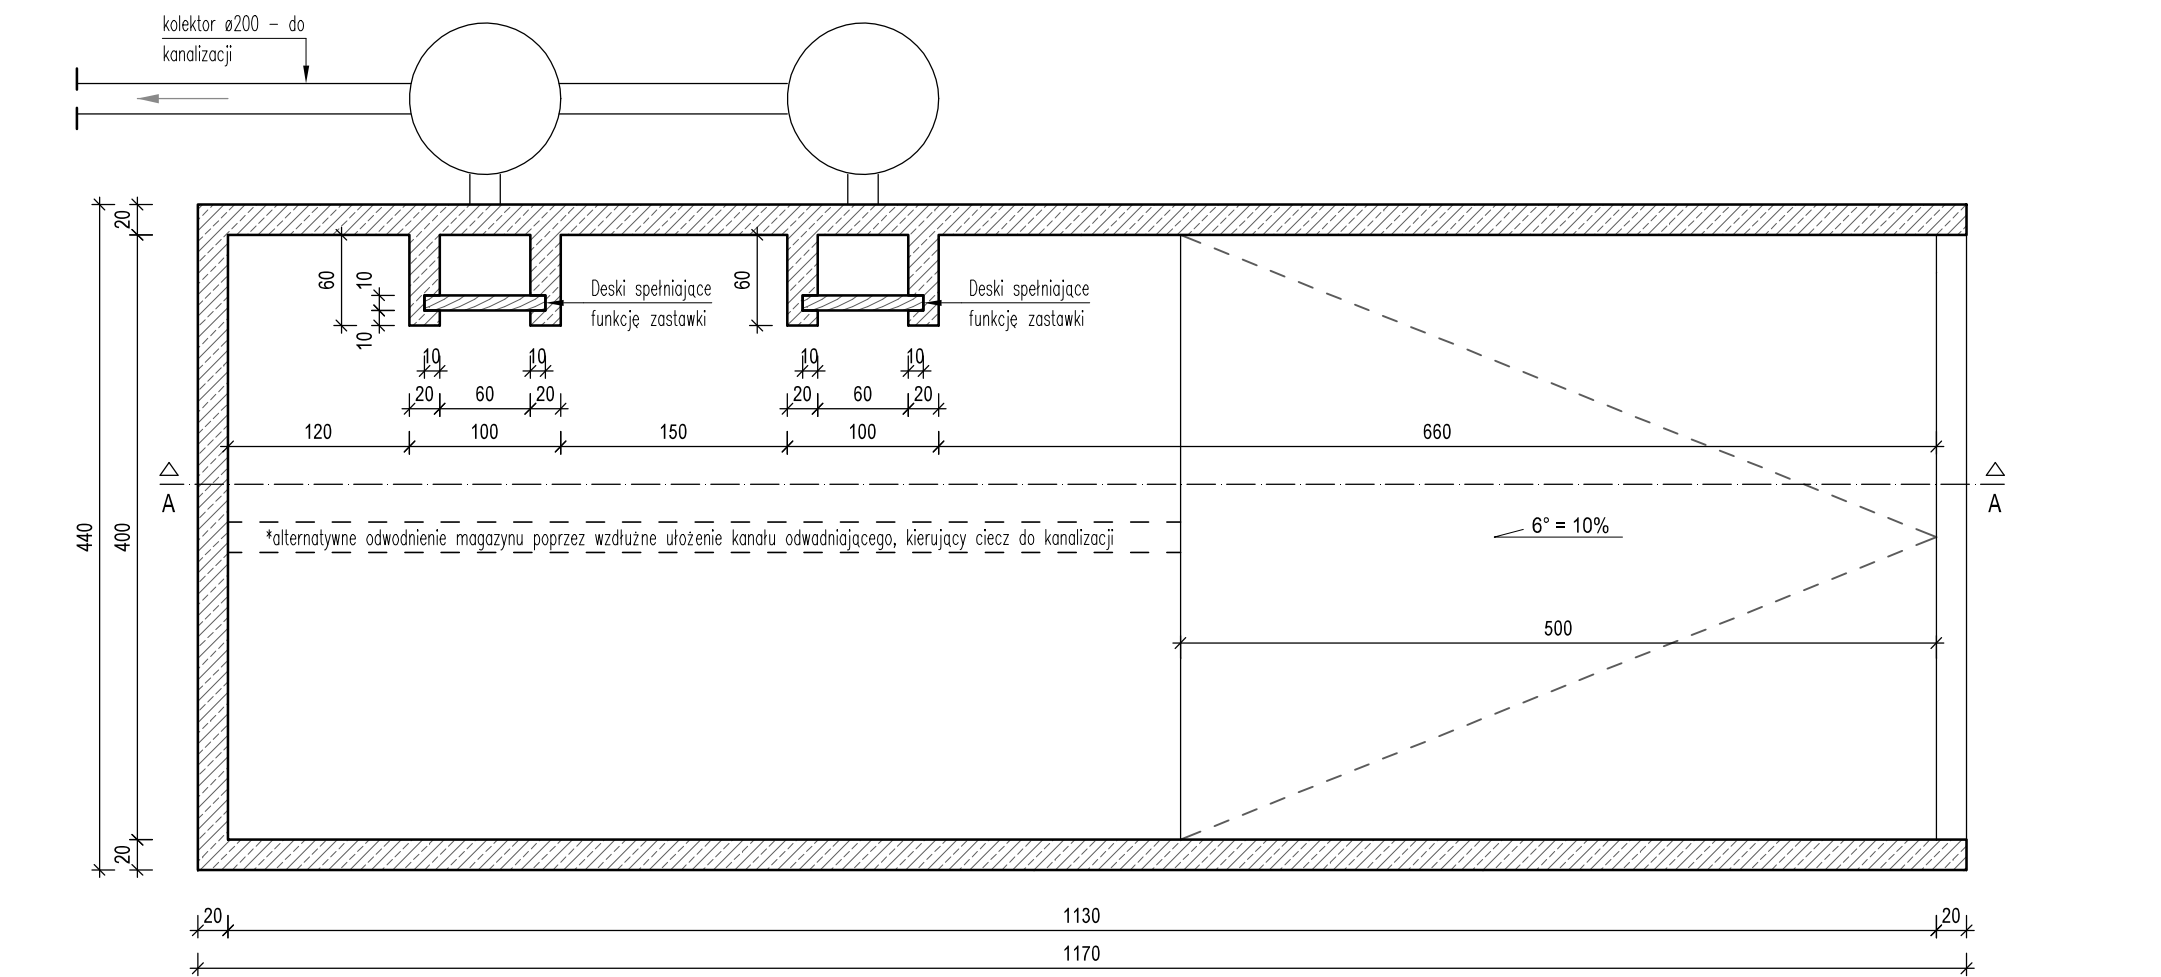 kolektor ø200 – do
kanalizacji
20
60
10
10
Deski spełniające
funkcję zastawki
60
Deski spełniające
funkcję zastawki
10
10
10
10
20
60
20
20
60
20
120
100
150
100
660
A
A
440
400
*alternatywne odwodnienie magazynu poprzez wzdłużne ułożenie kanału odwadniającego, kierujący ciecz do kanalizacji
6° = 10%
500
20
20
1130
20
1170